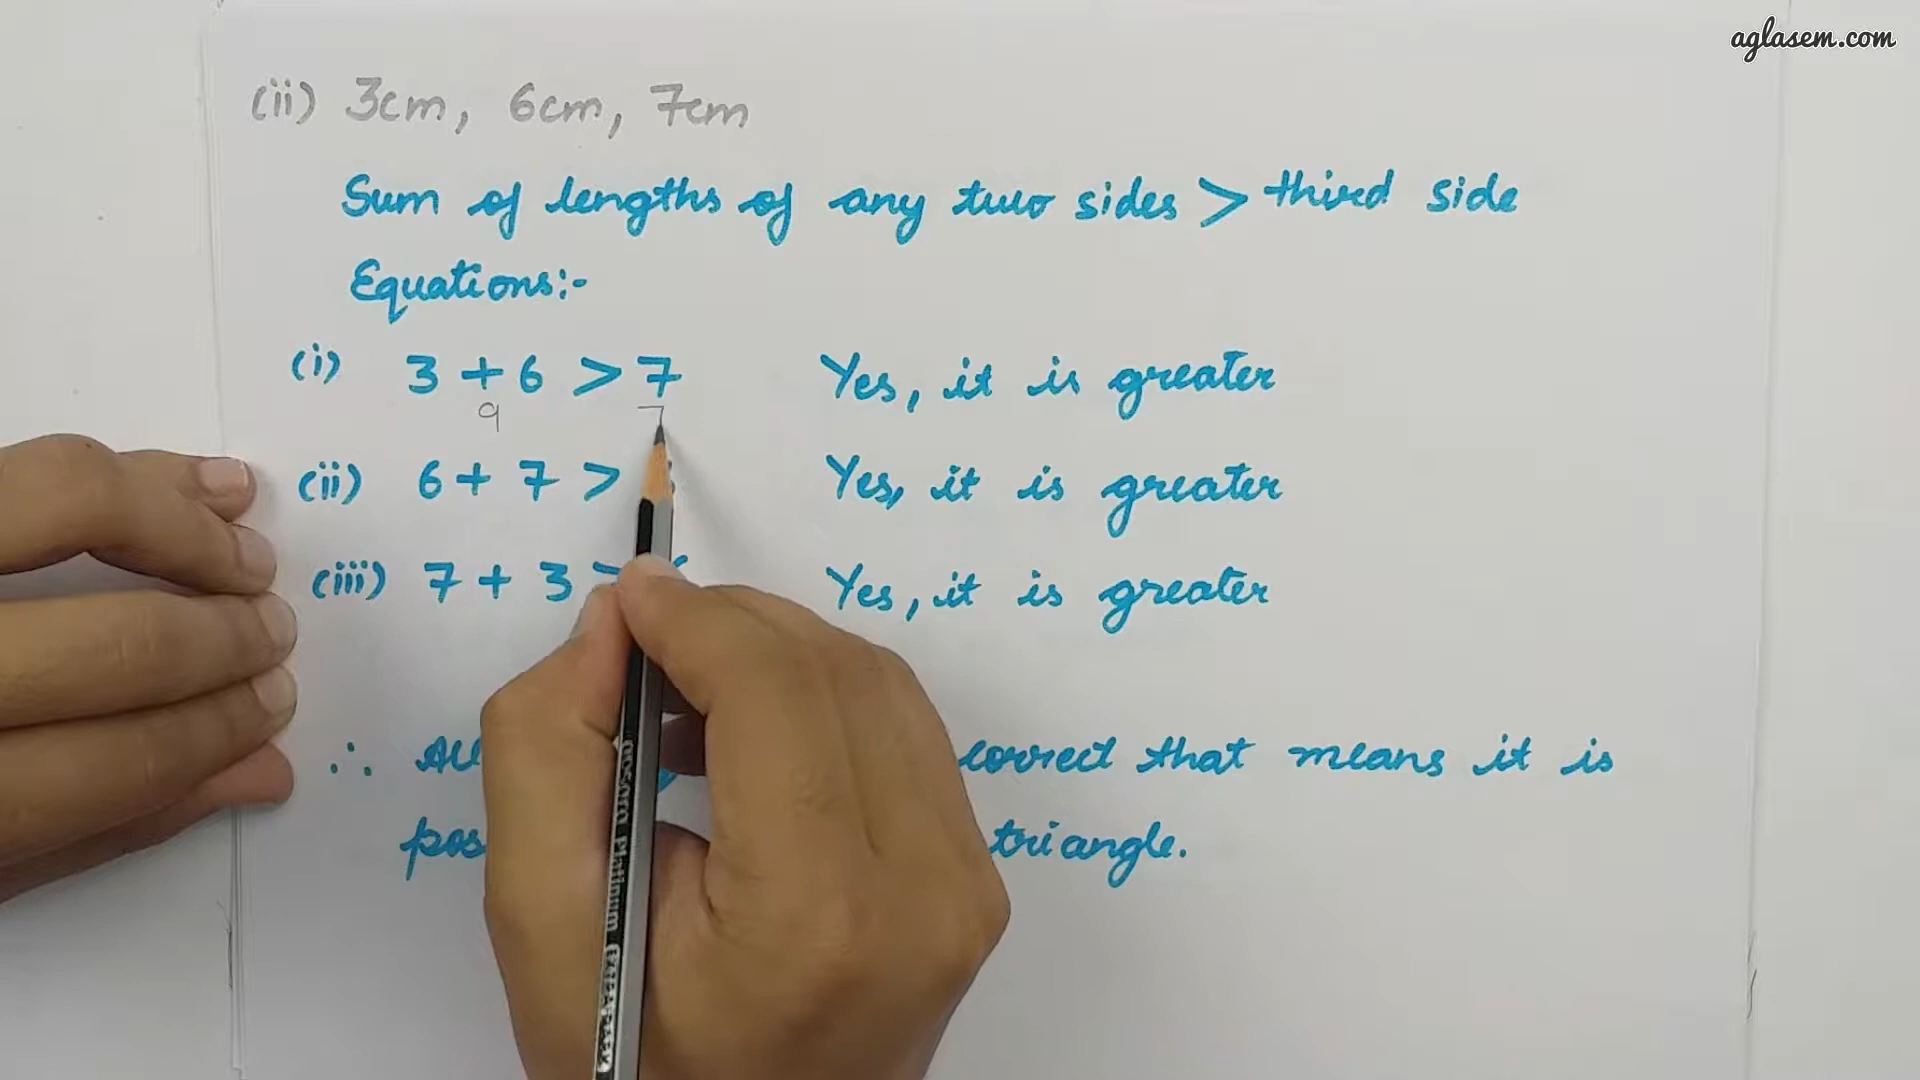 aglasem.com
(ii) 3cm, 6cm, 7cm
Sum of lengths of any two sides > third side
Equations:-
(i) 3 + 6 > 7 Yes, it is greater
9 7
(ii) 6 + 7 > Yes, it is greater
(iii) 7 + 3 > Yes, it is greater
∴ correct that means it is
triangle.
APSARA Platinum